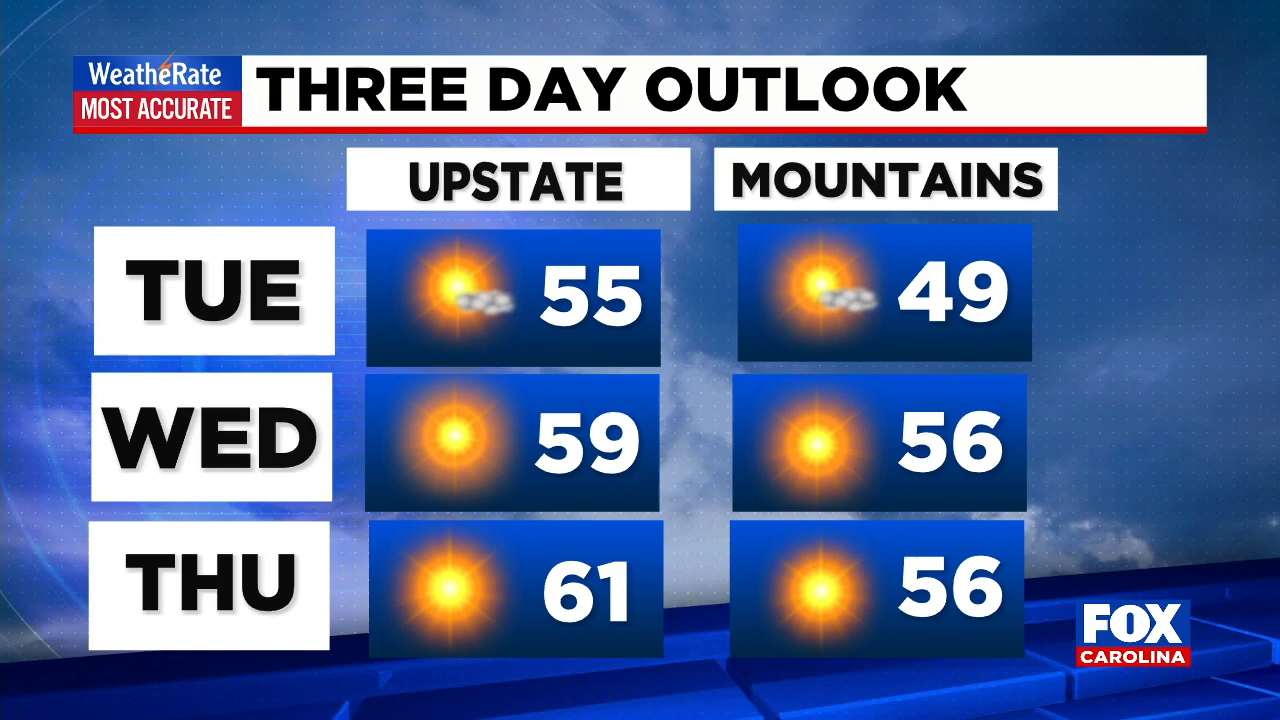 WeatheRate
MOST ACCURATE
THREE DAY OUTLOOK
UPSTATE
MOUNTAINS
TUE
55
49
WED
59
56
THU
61
56
FOX
CAROLINA